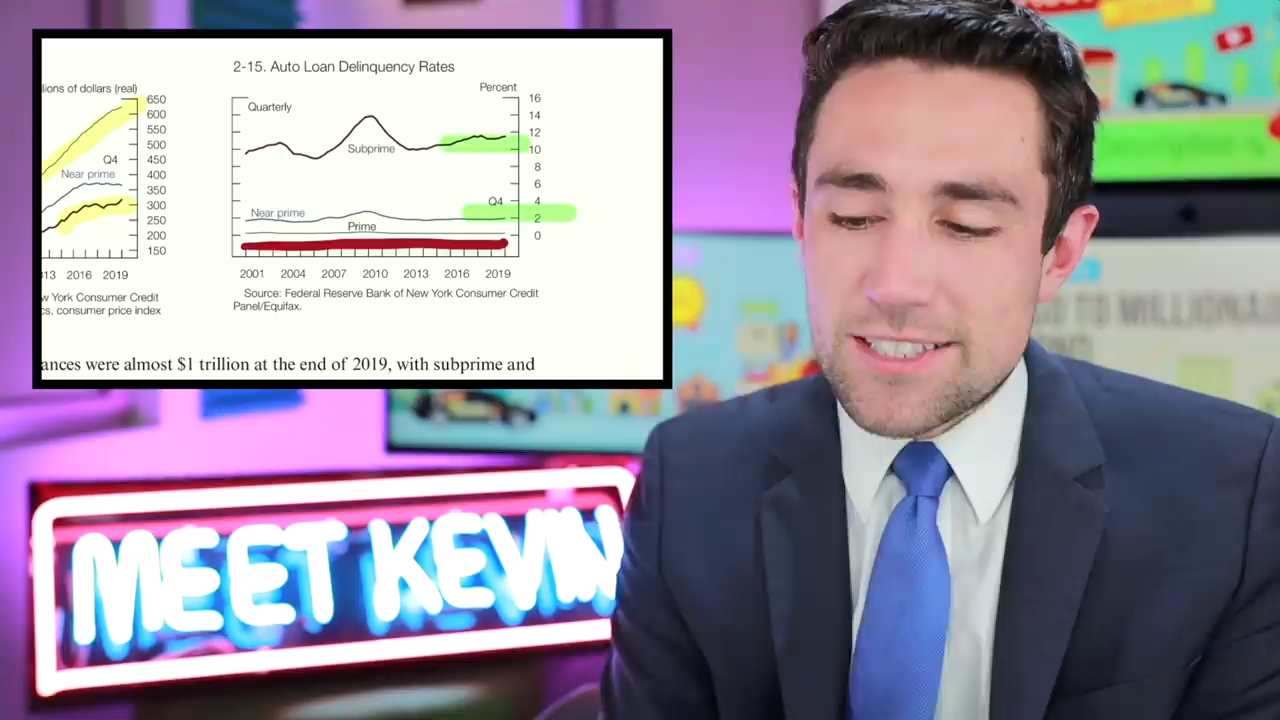 2-15. Auto Loan Delinquency Rates
lions of dollars (real)
650
600
550
500
450
400
350
300
250
200
150
Q4
Near prime
13 2016 2019
w York Consumer Credit
cs, consumer price index
Percent
Quarterly
16
14
12
10
8
6
4
2
0
Subprime
Q4
Near prime
Prime
2001 2004 2007 2010 2013 2016 2019
Source: Federal Reserve Bank of New York Consumer Credit
Panel/Equifax.
ances were almost $1 trillion at the end of 2019, with subprime and
MEET KEVIN
TO MILLIONA